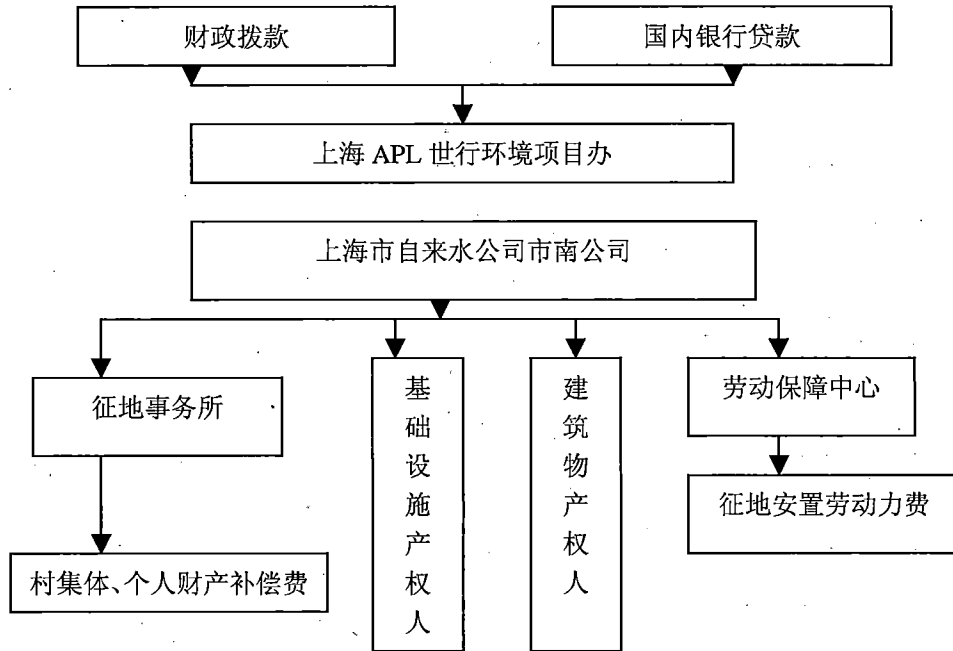 财政拨款
国内银行贷款
上海 APL 世行环境项目办
上海市自来水公司市南公司
征地事务所
基础设施产权人
建筑物产权人
劳动保障中心
征地安置劳动力费
村集体、个人财产补偿费